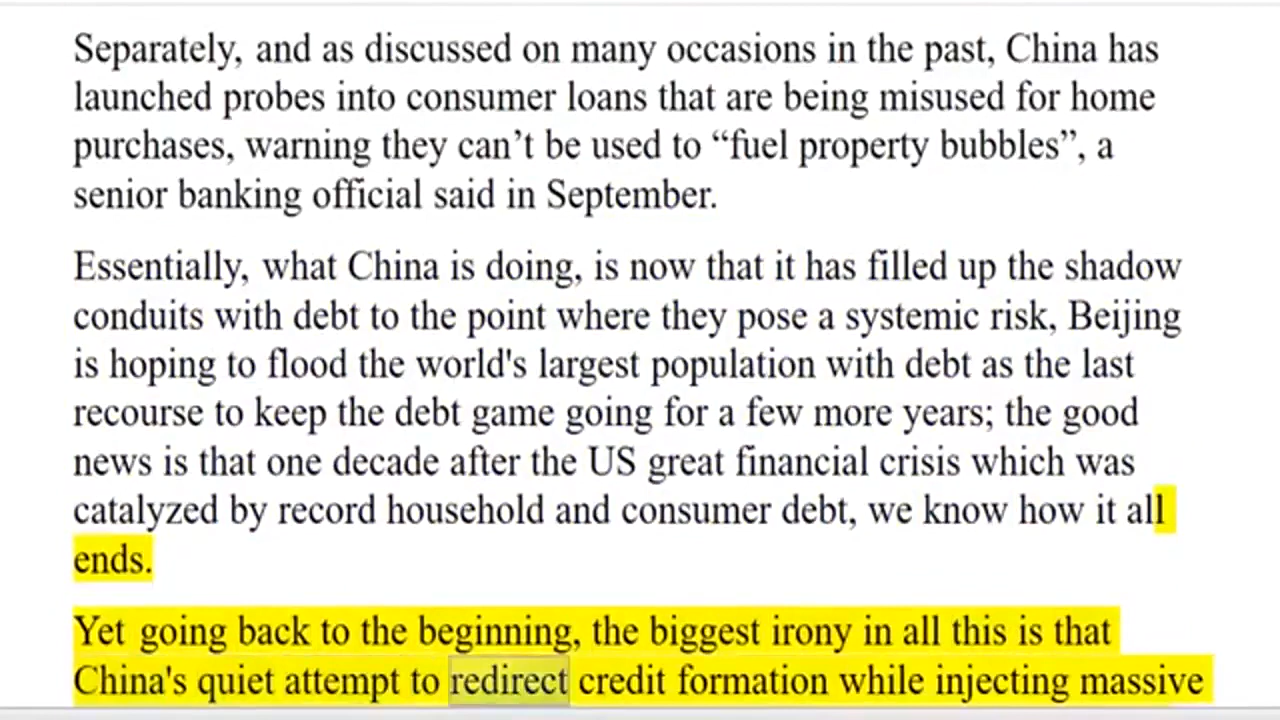 Separately, and as discussed on many occasions in the past, China has
launched probes into consumer loans that are being misused for home
purchases, warning they can’t be used to “fuel property bubbles”, a
senior banking official said in September.
Essentially, what China is doing, is now that it has filled up the shadow
conduits with debt to the point where they pose a systemic risk, Beijing
is hoping to flood the world's largest population with debt as the last
recourse to keep the debt game going for a few more years; the good
news is that one decade after the US great financial crisis which was
catalyzed by record household and consumer debt, we know how it all
ends.
Yet going back to the beginning, the biggest irony in all this is that
China's quiet attempt to redirect credit formation while injecting massive